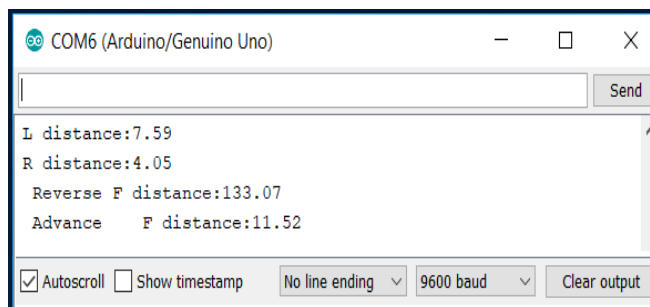 COM6 (Arduino/Genuino Uno)
Send
L distance:7.59
R distance:4.05
Reverse F distance:133.07
Advance    F distance:11.52
Autoscroll Show timestamp No line ending 9600 baud Clear output